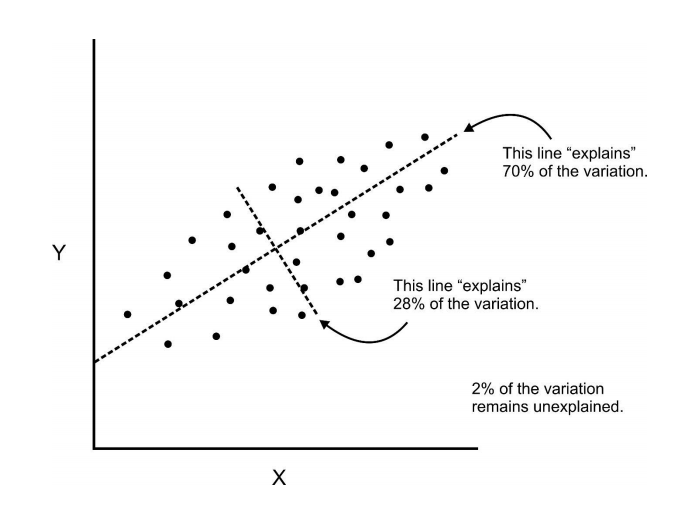 This line “explains”
70% of the variation.
Y
This line “explains”
28% of the variation.
2% of the variation
remains unexplained.
X